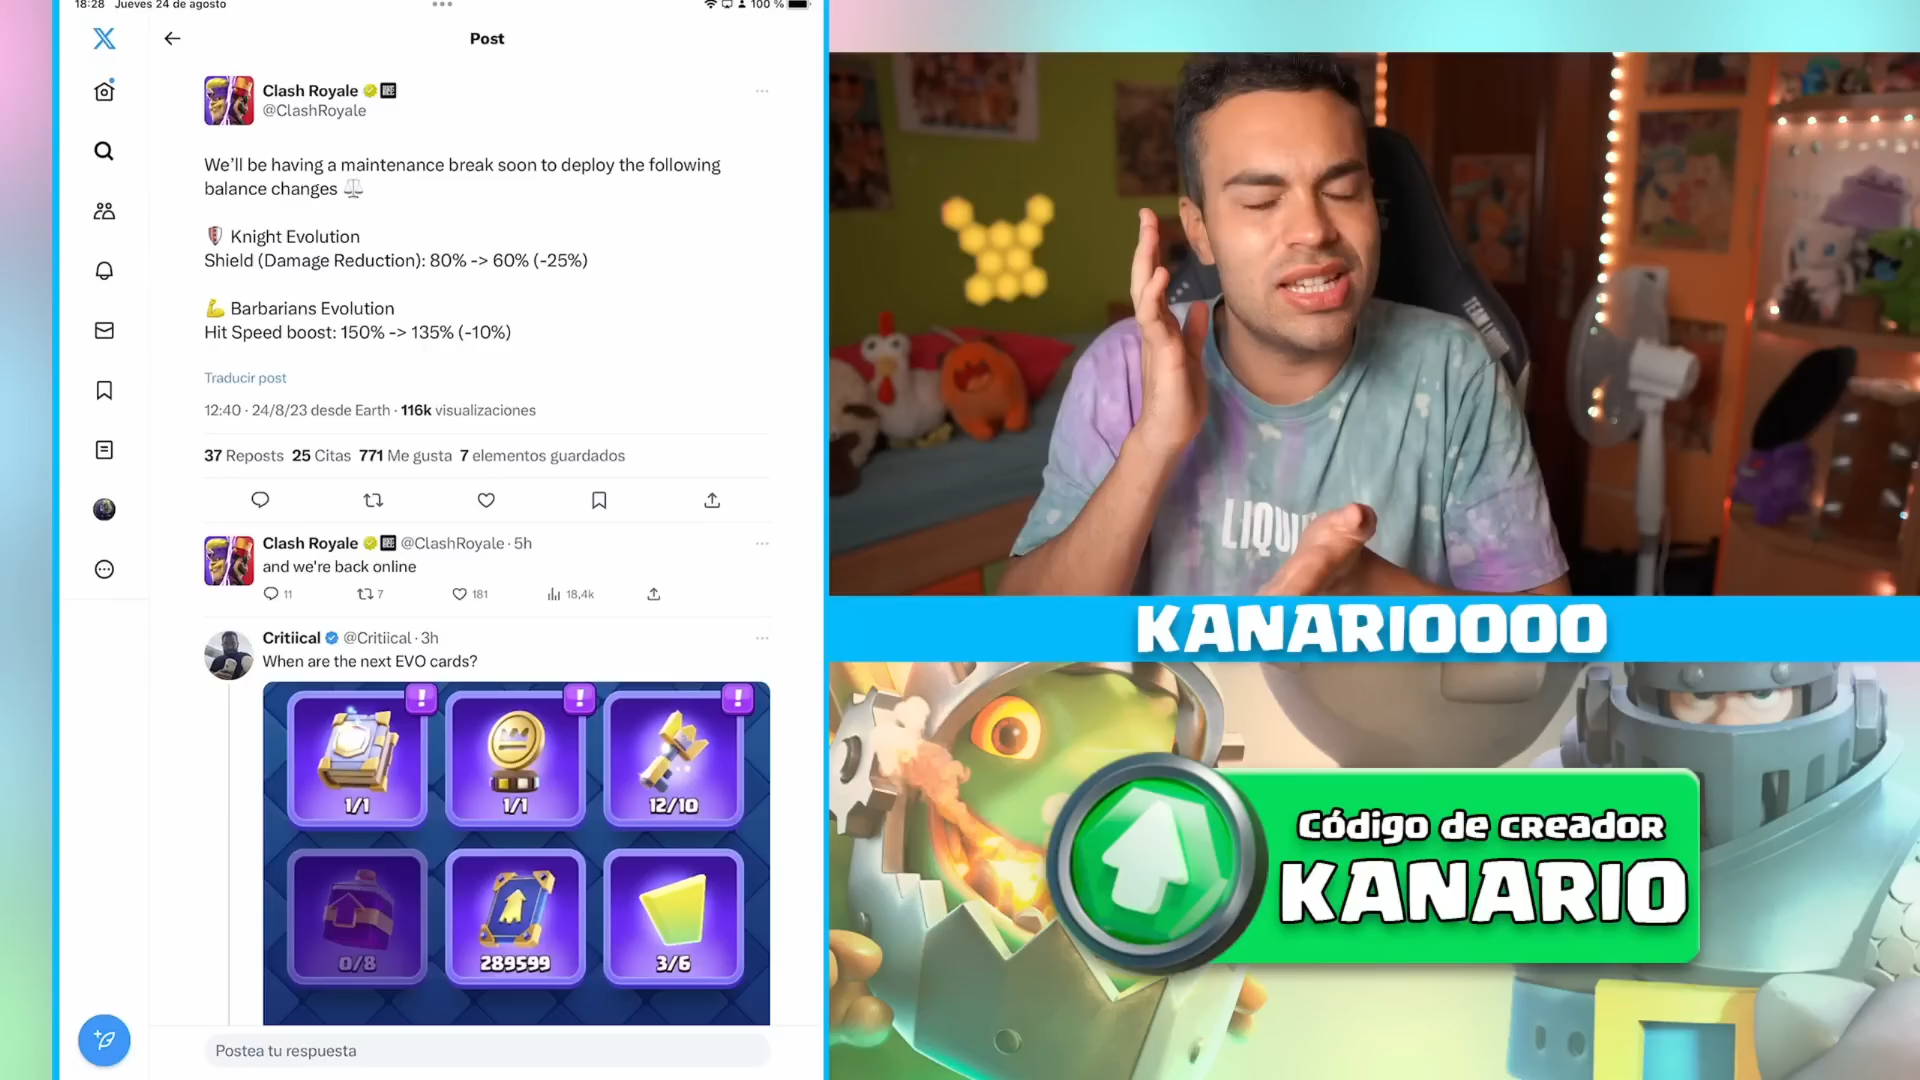 18:28 Jueves 24 de agosto
100 %
Post
Clash Royale
@ClashRoyale
We'll be having a maintenance break soon to deploy the following
balance changes
Knight Evolution
Shield (Damage Reduction): 80% -> 60% (-25%)
Barbarians Evolution
Hit Speed boost: 150% -> 135% (-10%)
Traducir post
12:40 · 24/8/23 desde Earth · 116k visualizaciones
37 Reposts 25 Citas 771 Me gusta 7 elementos guardados
Clash Royale @ClashRoyale · 5h
and we're back online
11 7 181 18,4k
Critiical @Critiical · 3h
When are the next EVO cards?
! ! !
1/1 1/1 12/10
0/8 289599 3/6
Postea tu respuesta
KANARIOOOO
Código de creador
KANARIO